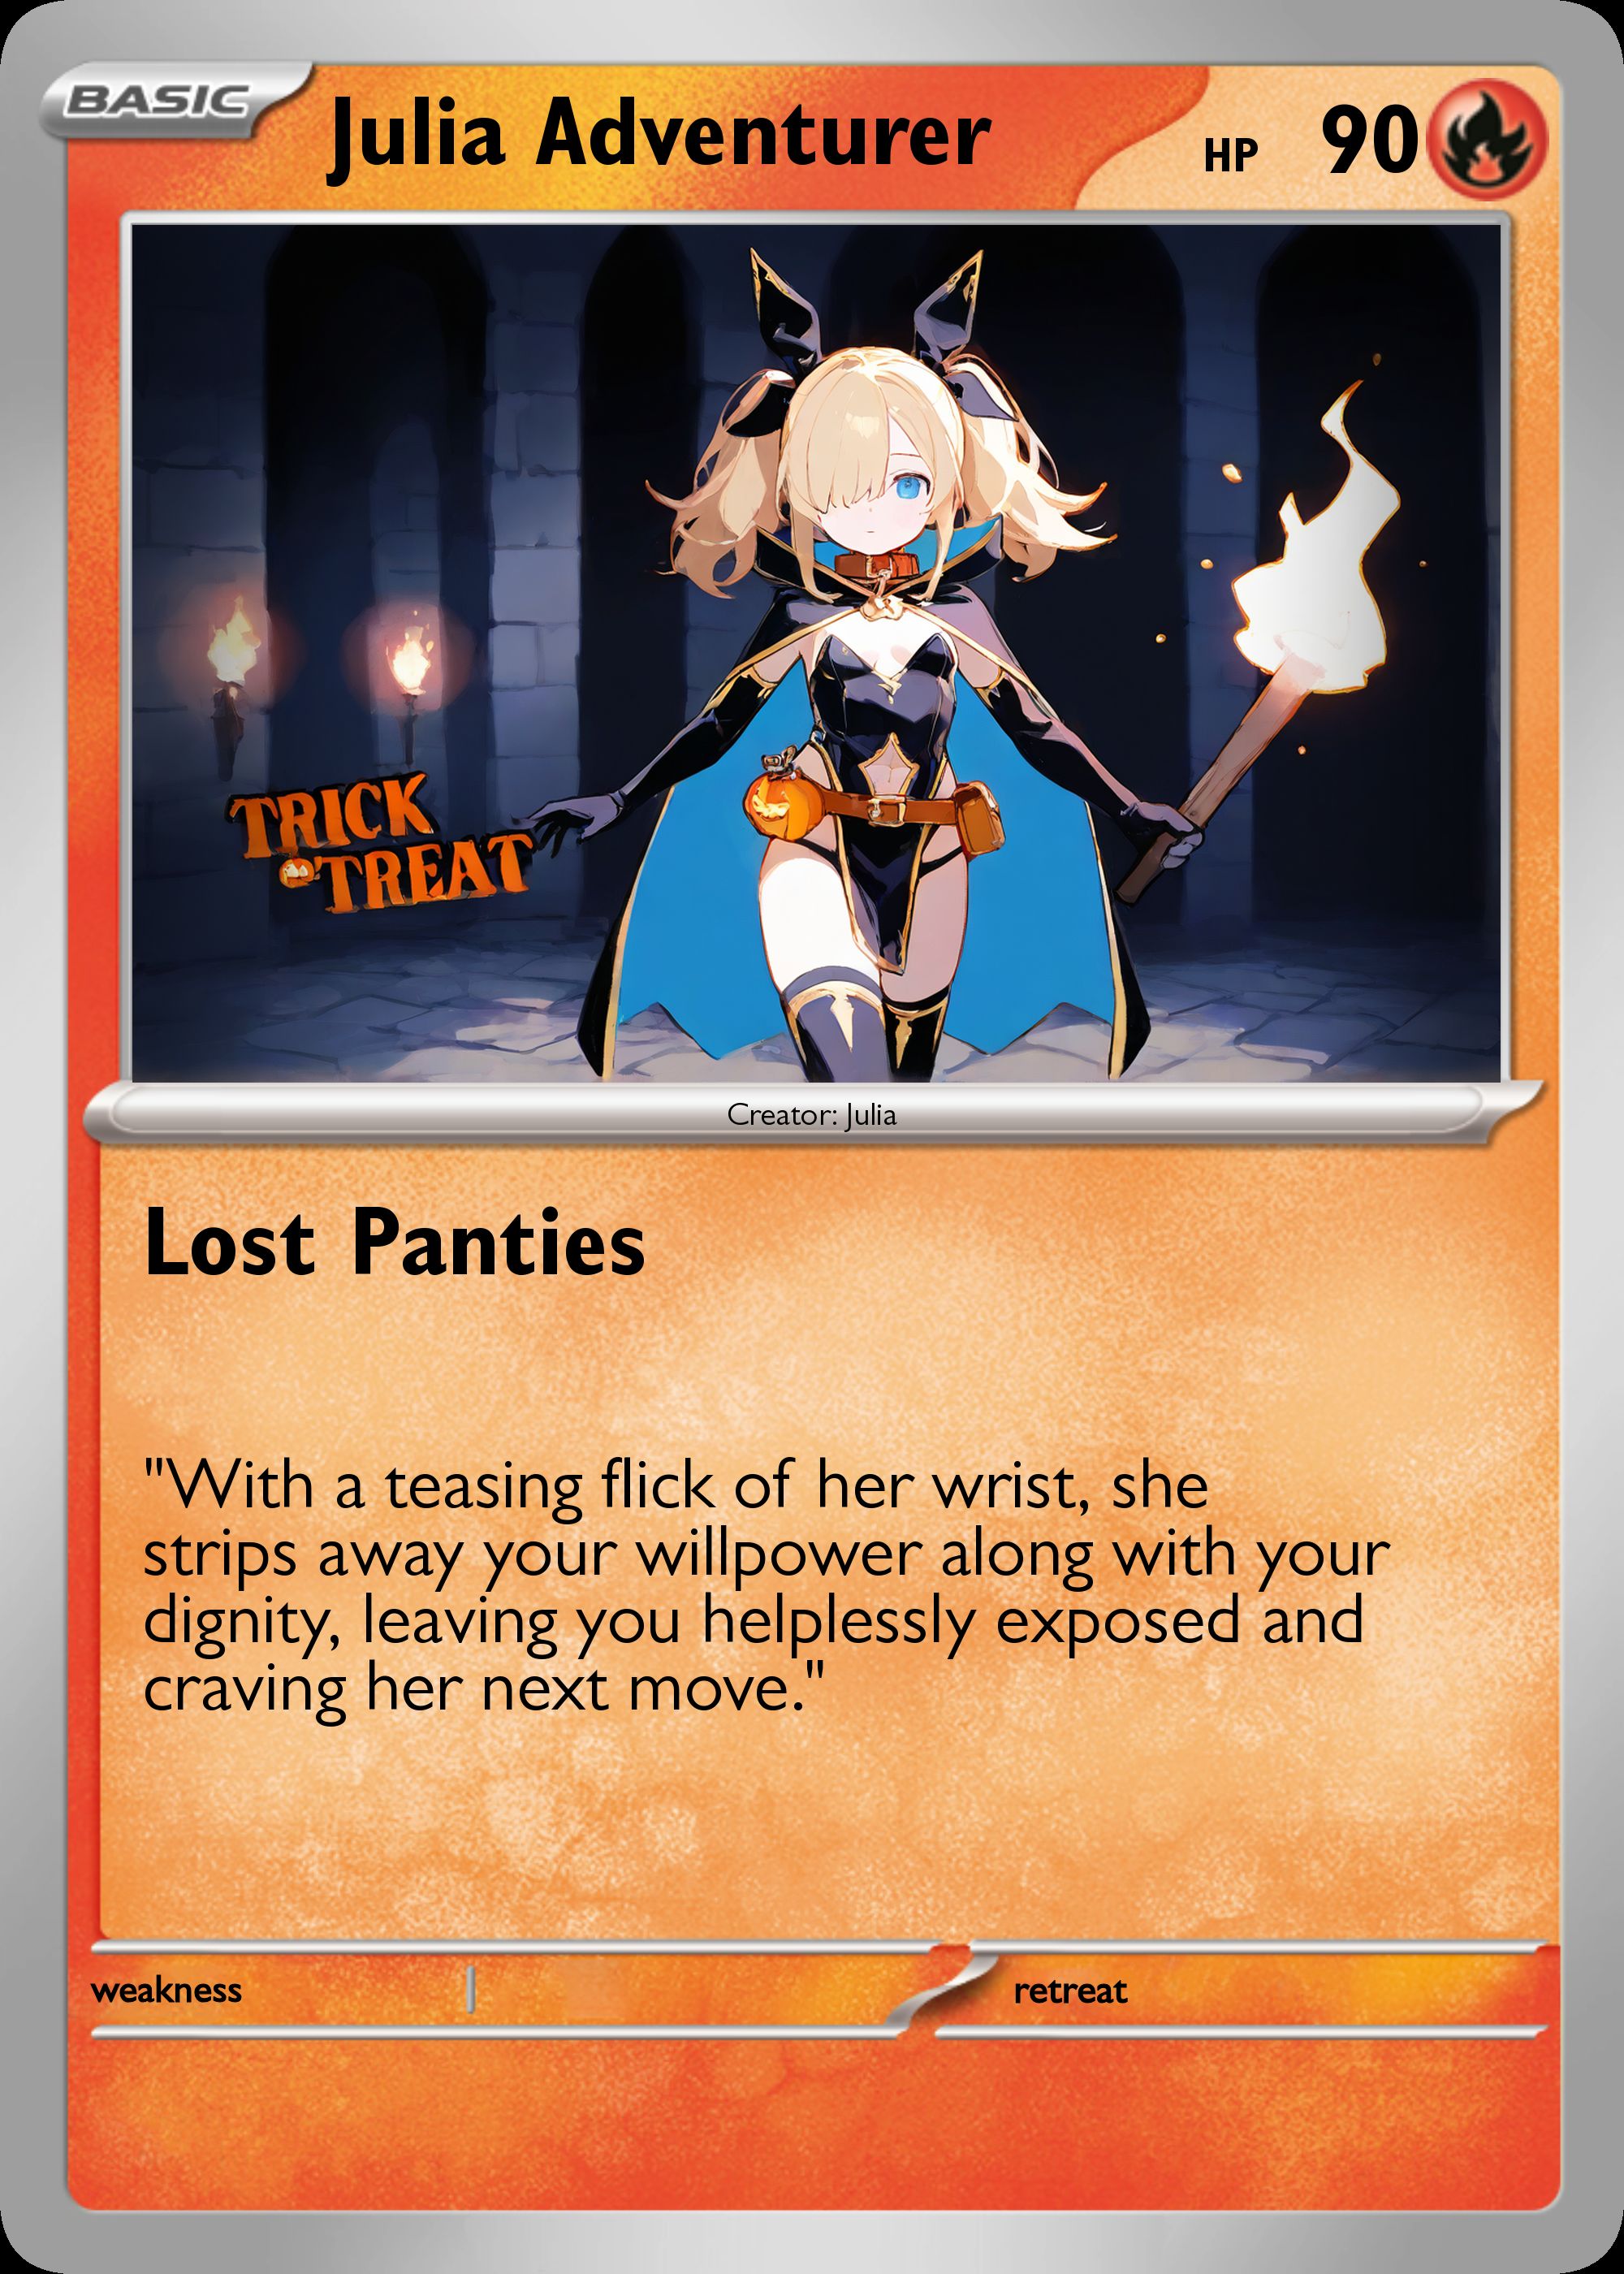 BASIC
Julia Adventurer
HP 90
TRICK
TREAT
Creator: Julia
Lost Panties
"With a teasing flick of her wrist, she
strips away your willpower along with your
dignity, leaving you helplessly exposed and
craving her next move."
weakness
retreat